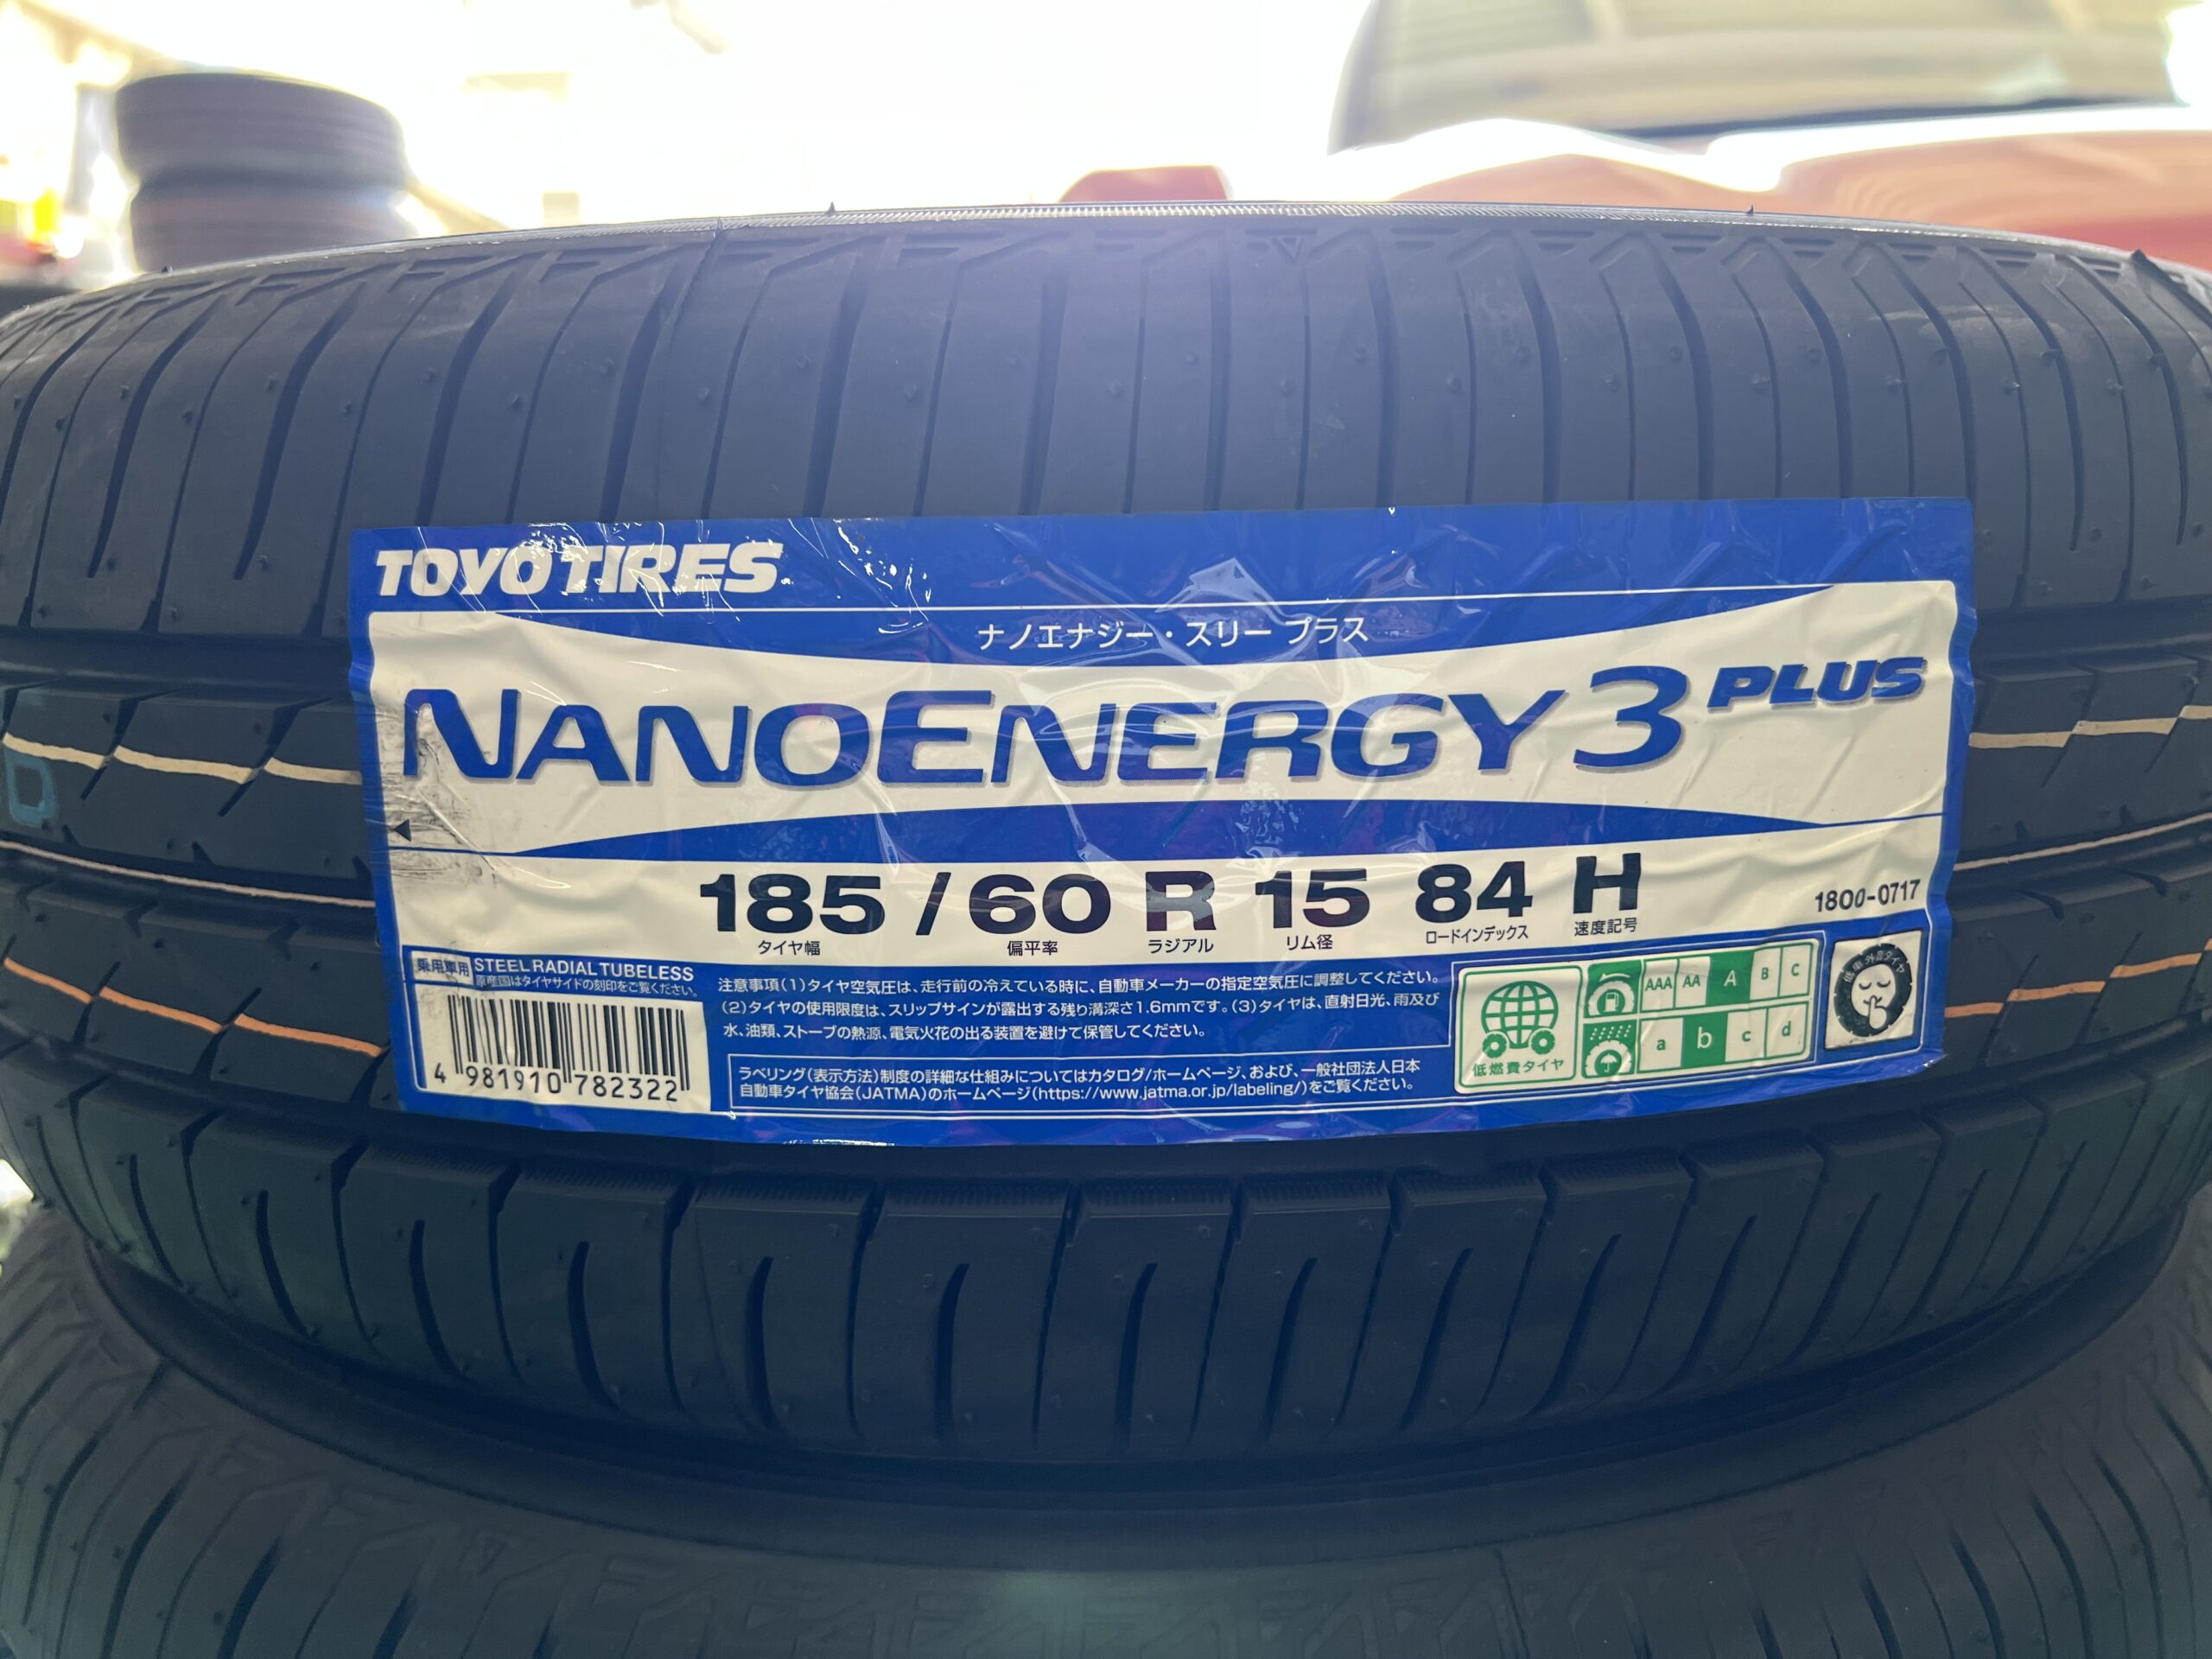 TOYO TIRES
ナノエナジー・スリー プラス
NANOENERGY 3 PLUS
185 / 60 R 15 84 H
タイヤ幅 偏平率 ラジアル リム径 ロードインデックス 速度記号
1800-0717
乗用車用 STEEL RADIAL TUBELESS
原産国はタイヤサイドの刻印をご覧ください。
4 981910 782322
注意事項(1)タイヤ空気圧は、走行前の冷えている時に、自動車メーカーの指定空気圧に調整してください。
(2)タイヤの使用限度は、スリップサインが露出する残り溝深さ1.6mmです。(3)タイヤは、直射日光、雨及び
水、油類、ストーブの熱源、電気火花の出る装置を避けて保管してください。
ラベリング(表示方法)制度の詳細な仕組みについてはカタログ/ホームページ、および、一般社団法人日本
自動車タイヤ協会(JATMA)のホームページ(https://www.jatma.or.jp/labeling/)をご覧ください。
低燃費タイヤ
AAA AA A B C
a b c d
低車外音タイヤ